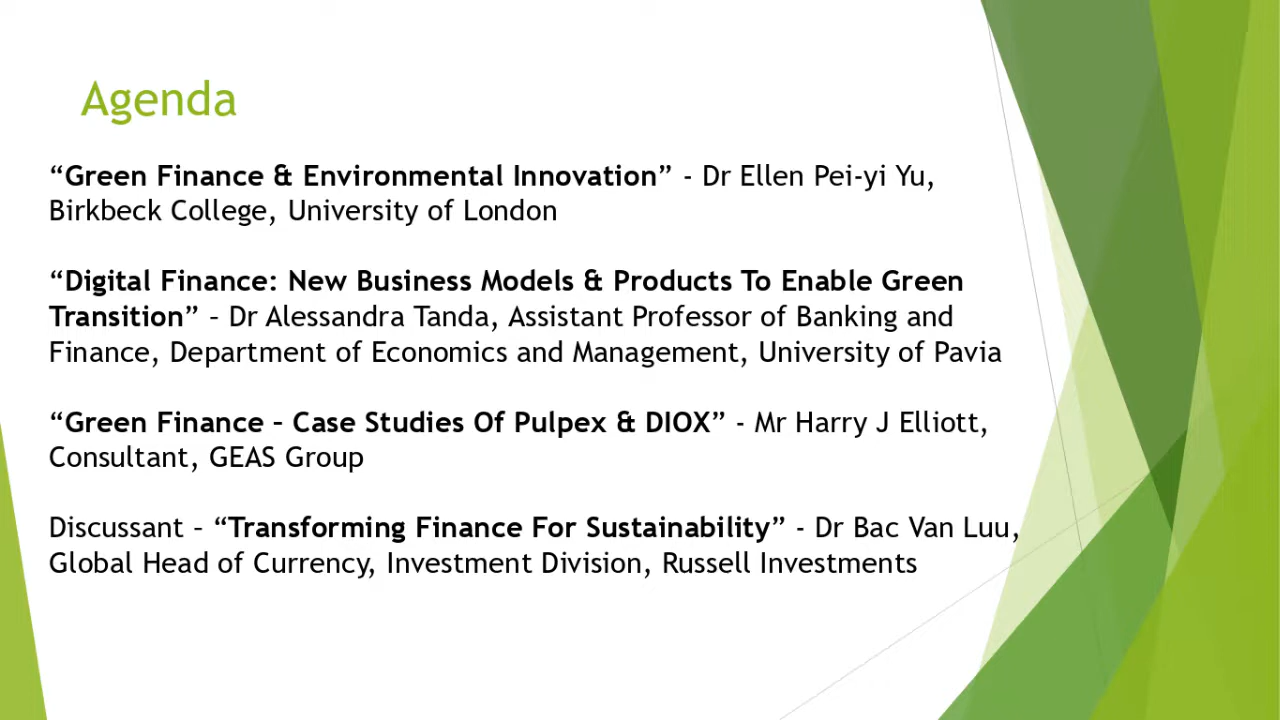 Agenda
“Green Finance & Environmental Innovation” - Dr Ellen Pei-yi Yu,
Birkbeck College, University of London
“Digital Finance: New Business Models & Products To Enable Green
Transition” – Dr Alessandra Tanda, Assistant Professor of Banking and
Finance, Department of Economics and Management, University of Pavia
“Green Finance – Case Studies Of Pulpex & DIOX” - Mr Harry J Elliott,
Consultant, GEAS Group
Discussant – “Transforming Finance For Sustainability” - Dr Bac Van Luu,
Global Head of Currency, Investment Division, Russell Investments